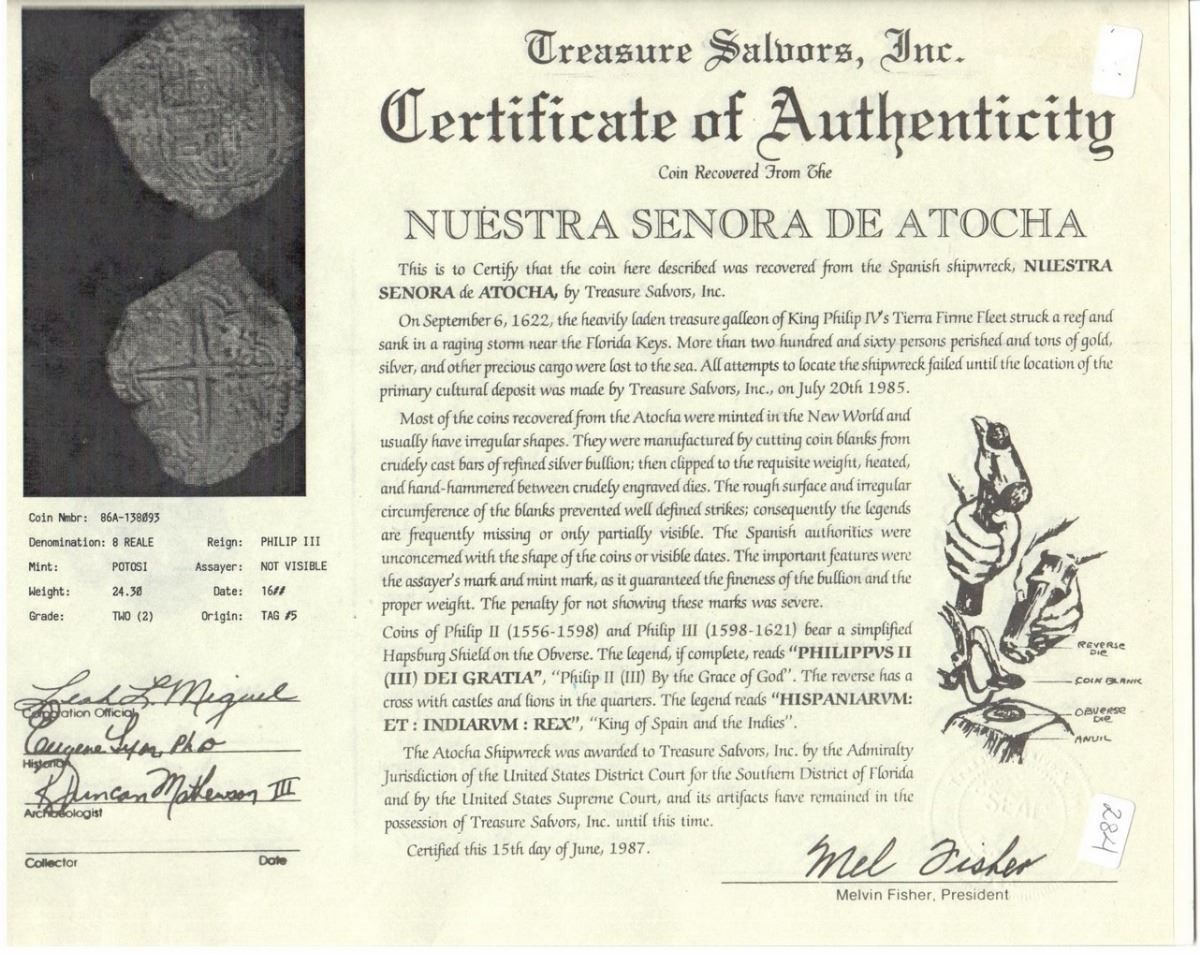 Treasure Salvors, Inc.
Certificate of Authenticity
Coin Recovered From The
NUESTRA SENORA DE ATOCHA
This is to Certify that the coin here described was recovered from the Spanish shipwreck, NUESTRA
SENORA de ATOCHA, by Treasure Salvors, Inc.
On September 6, 1622, the heavily laden treasure galleon of King Philip IV's Tierra Firme Fleet struck a reef and
sank in a raging storm near the Florida Keys. More than two hundred and sixty persons perished and tons of gold,
silver, and other precious cargo were lost to the sea. All attempts to locate the shipwreck failed until the location of the
primary cultural deposit was made by Treasure Salvors, Inc., on July 20th 1985.
Most of the coins recovered from the Atocha were minted in the New World and
usually have irregular shapes. They were manufactured by cutting coin blanks from
crudely cast bars of refined silver bullion; then clipped to the requisite weight, heated,
and hand-hammered between crudely engraved dies. The rough surface and irregular
circumference of the blanks prevented well defined strikes; consequently the legends
are frequently missing or only partially visible. The Spanish authorities were
unconcerned with the shape of the coins or visible dates. The important features were
the assayer's mark and mint mark, as it guaranteed the fineness of the bullion and the
proper weight. The penalty for not showing these marks was severe.
Coins of Philip II (1556-1598) and Philip III (1598-1621) bear a simplified
Hapsburg Shield on the Obverse. The legend, if complete, reads "PHILIPPVS II
(III) DEI GRATIA", "Philip II (III) By the Grace of God". The reverse has a
cross with castles and lions in the quarters. The legend reads "HISPANIARVM:
ET : INDIARVM : REX", "King of Spain and the Indies".
The Atocha Shipwreck was awarded to Treasure Salvors, Inc. by the Admiralty
Jurisdiction of the United States District Court for the Southern District of Florida
and by the United States Supreme Court, and its artifacts have remained in the
possession of Treasure Salvors, Inc. until this time.
Certified this 15th day of June, 1987.
Mel Fisher
Melvin Fisher, President
REVERSE
DIE
COIN BLANK
OBVERSE
DIE
ANVIL
SEAL
284
Coin Nmbr: 86A-138093
Denomination: 8 REALE Reign: PHILIP III
Mint: POTOSI Assayer: NOT VISIBLE
Weight: 24.30 Date: 16##
Grade: TWO (2) Origin: TAG #5
Leah L Miguel
Corporation Official
Eugene Lyon, PhD
Historian
R Duncan Mathewson III
Archaeologist
Collector Date